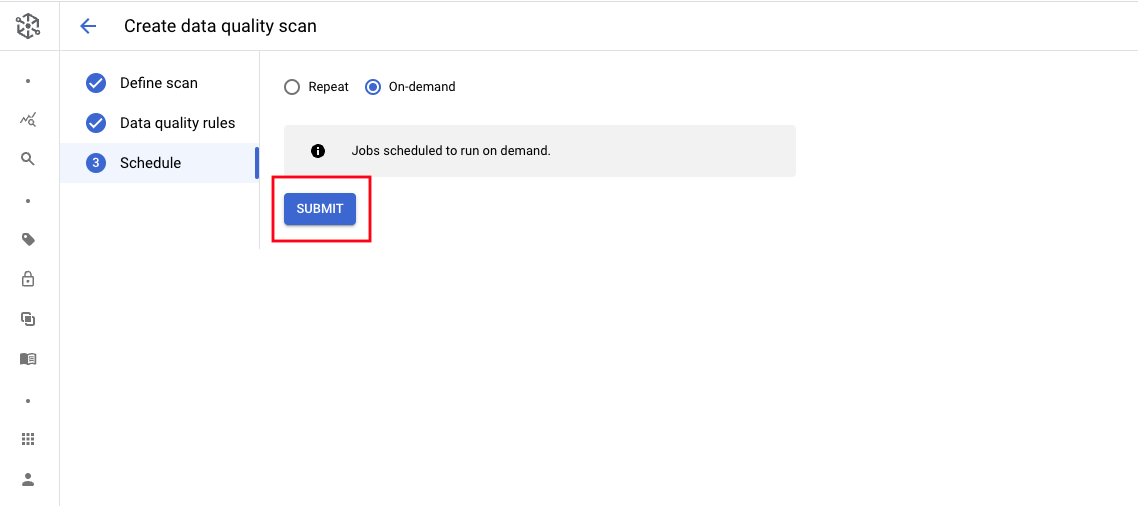 Create data quality scan
Define scan
Data quality rules
3 Schedule
Repeat On-demand
Jobs scheduled to run on demand.
SUBMIT